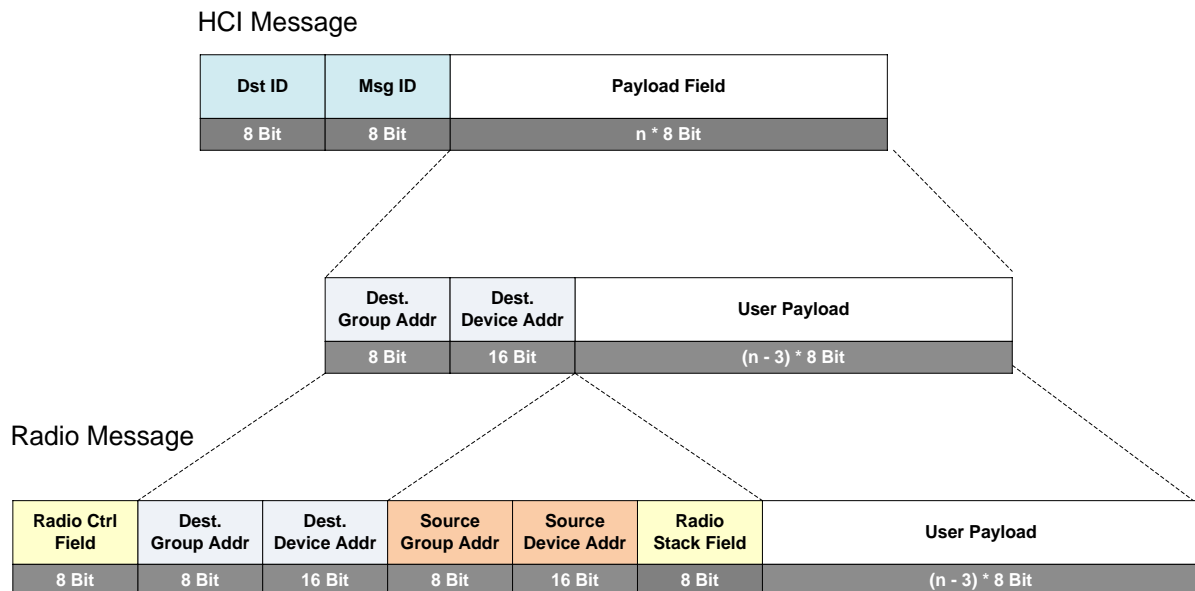 HCI Message
Dst ID
Msg ID
Payload Field
8 Bit
8 Bit
n * 8 Bit
Dest.
Group Addr
Dest.
Device Addr
User Payload
8 Bit
16 Bit
(n - 3) * 8 Bit
Radio Message
Radio Ctrl
Field
Dest.
Group Addr
Dest.
Device Addr
Source
Group Addr
Source
Device Addr
Radio
Stack Field
User Payload
8 Bit
8 Bit
16 Bit
8 Bit
16 Bit
8 Bit
(n - 3) * 8 Bit